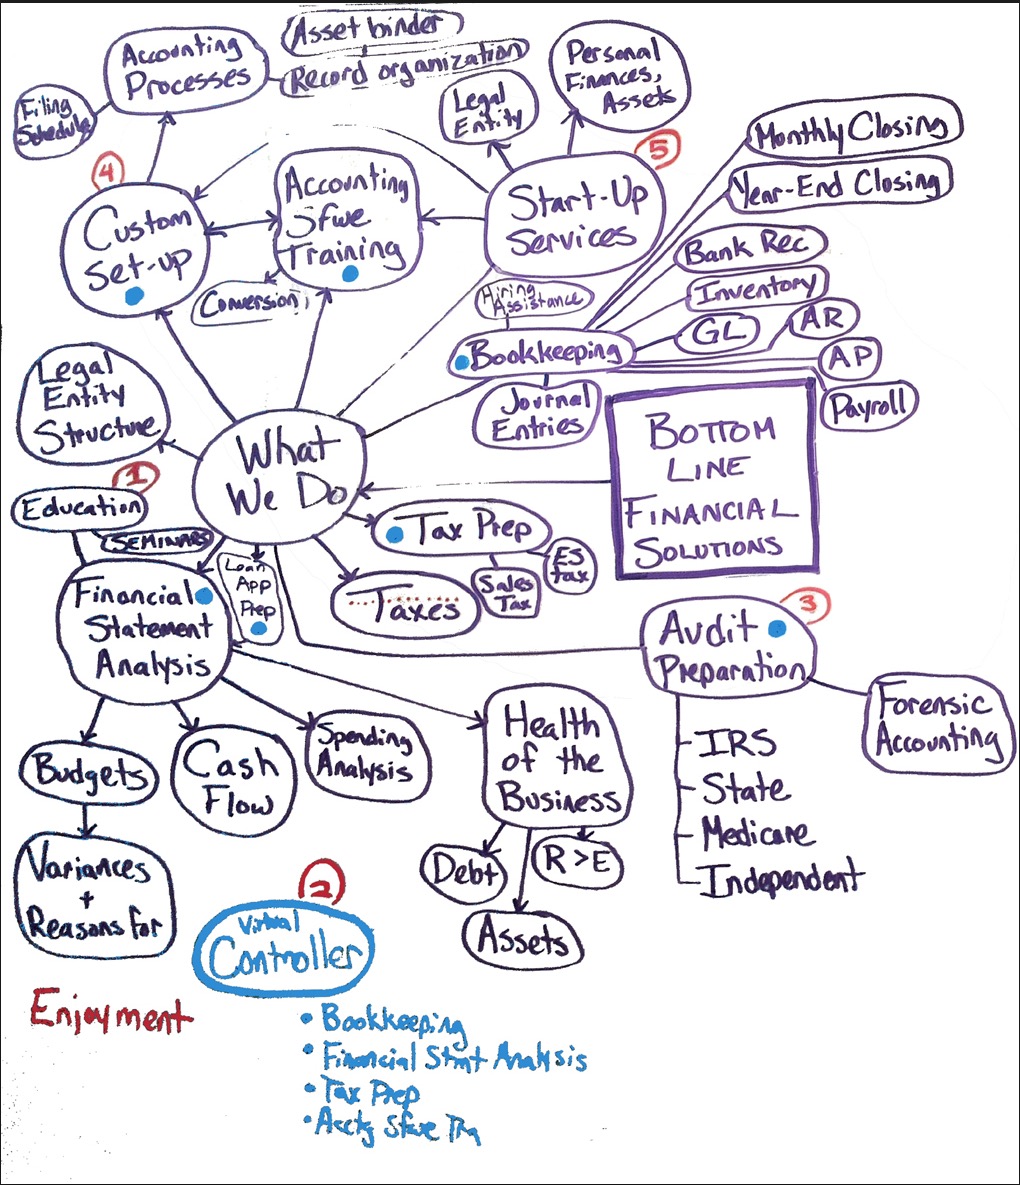 Accounting
Processes
Asset binder
Record organization
Filing
Schedule
Personal
Finances,
Assets
Legal
Entity
5
Start-Up
Services
Monthly Closing
Year-End Closing
Bank Rec
Inventory
GL
AR
AP
Payroll
4
Custom
Set-up
Accounting
Sfwe
Training
Conversion
Hiring
Assistance
Bookkeeping
Journal
Entries
Legal
Entity
Structure
What
We Do
BOTTOM
LINE
FINANCIAL
SOLUTIONS
1
Education
SEMINARS
Financial
Statement
Analysis
Loan
App
Prep
Tax Prep
Sales
Tax
ES
tax
Taxes
3
Audit
Preparation
Forensic
Accounting
IRS
State
Medicare
Independent
Budgets
Cash
Flow
Spending
Analysis
Health
of the
Business
Variances
+
Reasons for
Debt
R > E
Assets
2
Virtual
Controller
Enjoyment
• Bookkeeping
• Financial Stmt Analysis
• Tax Prep
• Acctg Sfwe Trg